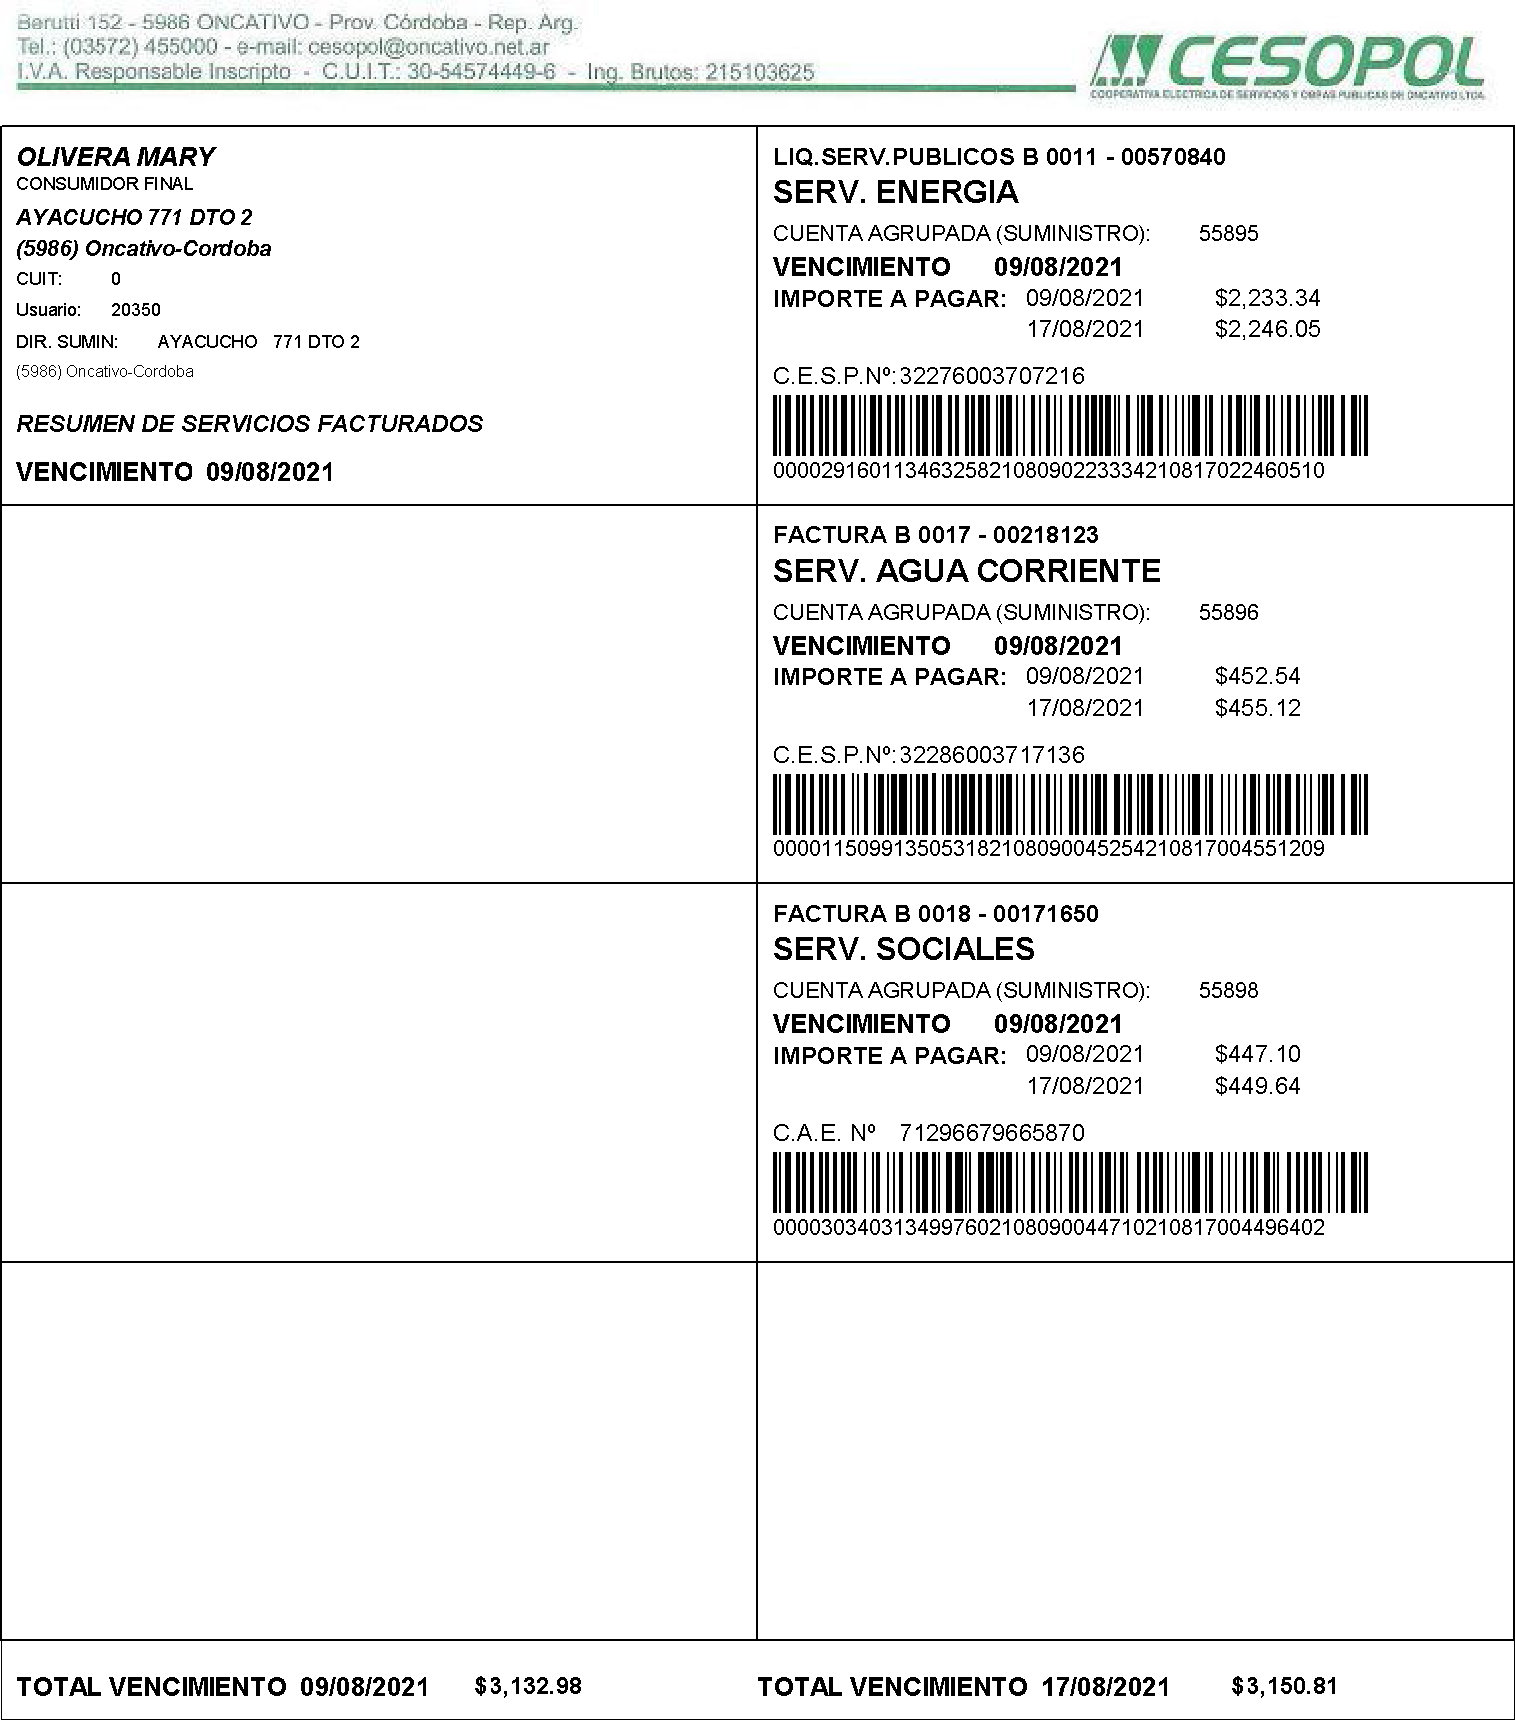 Berutti 152 - 5986 ONCATIVO - Prov. Córdoba - Rep. Arg.
Tel.: (03572) 455000 - e-mail: cesopol@oncativo.net.ar
I.V.A. Responsable Inscripto - C.U.I.T.: 30-54574449-6 - Ing. Brutos: 215103625
CESOPOL
COOPERATIVA ELECTRICA DE SERVICIOS Y OBRAS PUBLICAS DE ONCATIVO LTDA.
OLIVERA MARY
CONSUMIDOR FINAL
AYACUCHO 771 DTO 2
(5986) Oncativo-Cordoba
CUIT: 0
Usuario: 20350
DIR. SUMIN: AYACUCHO 771 DTO 2
(5986) Oncativo-Cordoba
RESUMEN DE SERVICIOS FACTURADOS
VENCIMIENTO 09/08/2021
LIQ.SERV.PUBLICOS B 0011 - 00570840
SERV. ENERGIA
CUENTA AGRUPADA (SUMINISTRO): 55895
VENCIMIENTO 09/08/2021
IMPORTE A PAGAR: 09/08/2021 $2,233.34
17/08/2021 $2,246.05
C.E.S.P.Nº: 32276003707216
0000291601134632582108090223334210817022460510
FACTURA B 0017 - 00218123
SERV. AGUA CORRIENTE
CUENTA AGRUPADA (SUMINISTRO): 55896
VENCIMIENTO 09/08/2021
IMPORTE A PAGAR: 09/08/2021 $452.54
17/08/2021 $455.12
C.E.S.P.Nº: 32286003717136
0000115099135053182108090045254210817004551209
FACTURA B 0018 - 00171650
SERV. SOCIALES
CUENTA AGRUPADA (SUMINISTRO): 55898
VENCIMIENTO 09/08/2021
IMPORTE A PAGAR: 09/08/2021 $447.10
17/08/2021 $449.64
C.A.E. Nº 71296679665870
0000303403134997602108090044710210817004496402
TOTAL VENCIMIENTO 09/08/2021 $3,132.98
TOTAL VENCIMIENTO 17/08/2021 $3,150.81